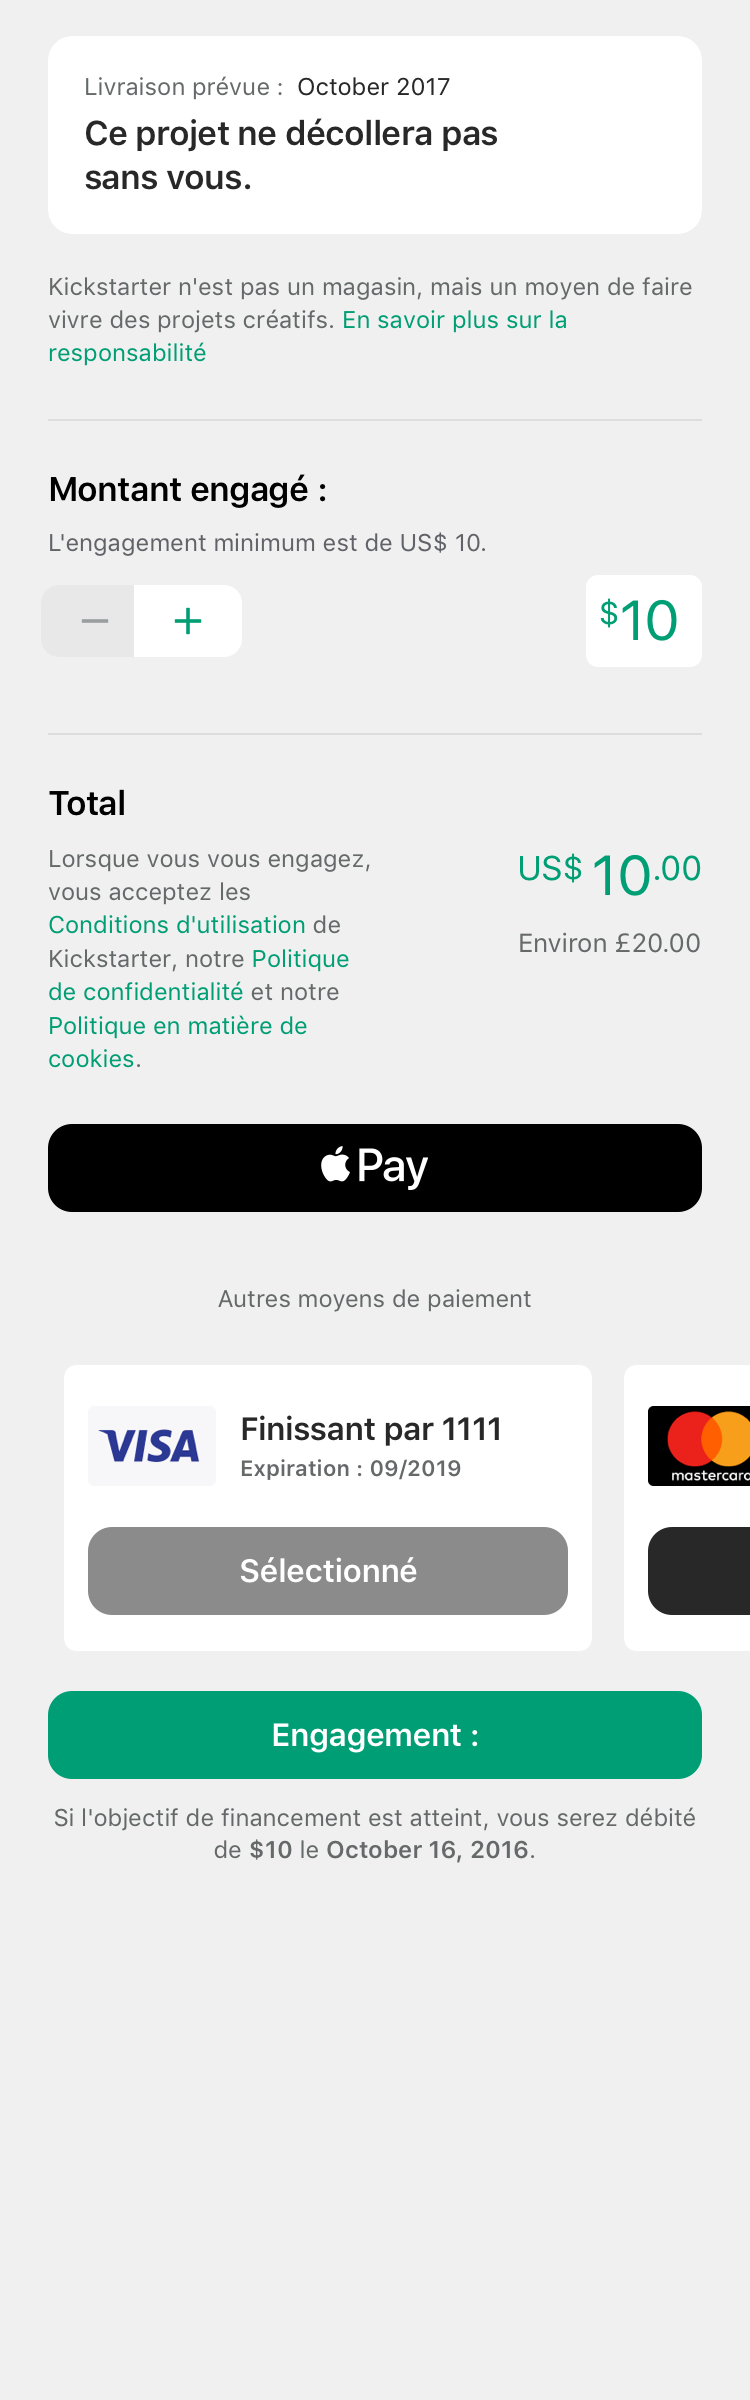 Livraison prévue : October 2017
Ce projet ne décollera pas
sans vous.
Kickstarter n'est pas un magasin, mais un moyen de faire
vivre des projets créatifs. En savoir plus sur la
responsabilité
Montant engagé :
L'engagement minimum est de US$ 10.
− +
$10
Total
Lorsque vous vous engagez,
vous acceptez les
Conditions d'utilisation de
Kickstarter, notre Politique
de confidentialité et notre
Politique en matière de
cookies.
US$ 10.00
Environ £20.00
Pay
Autres moyens de paiement
VISA
Finissant par 1111
Expiration : 09/2019
Sélectionné
mastercard
Engagement :
Si l'objectif de financement est atteint, vous serez débité
de $10 le October 16, 2016.